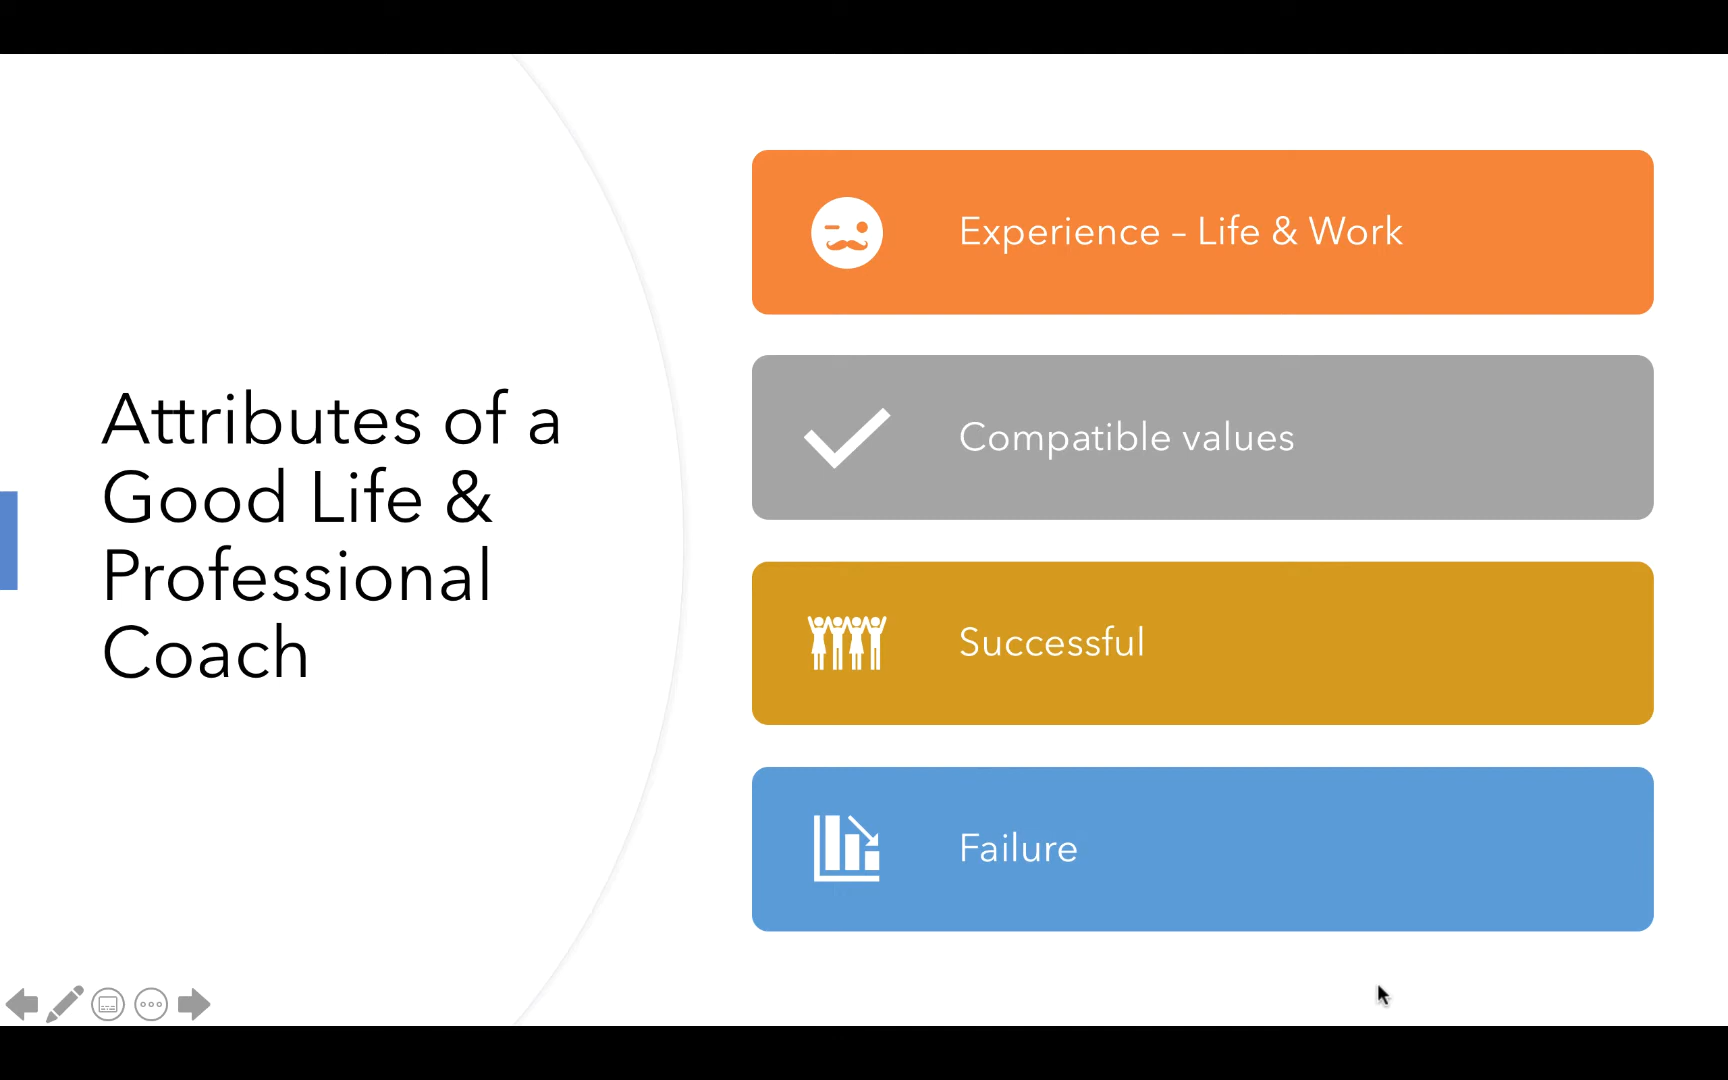 Attributes of a
Good Life &
Professional
Coach
Experience – Life & Work
Compatible values
Successful
Failure